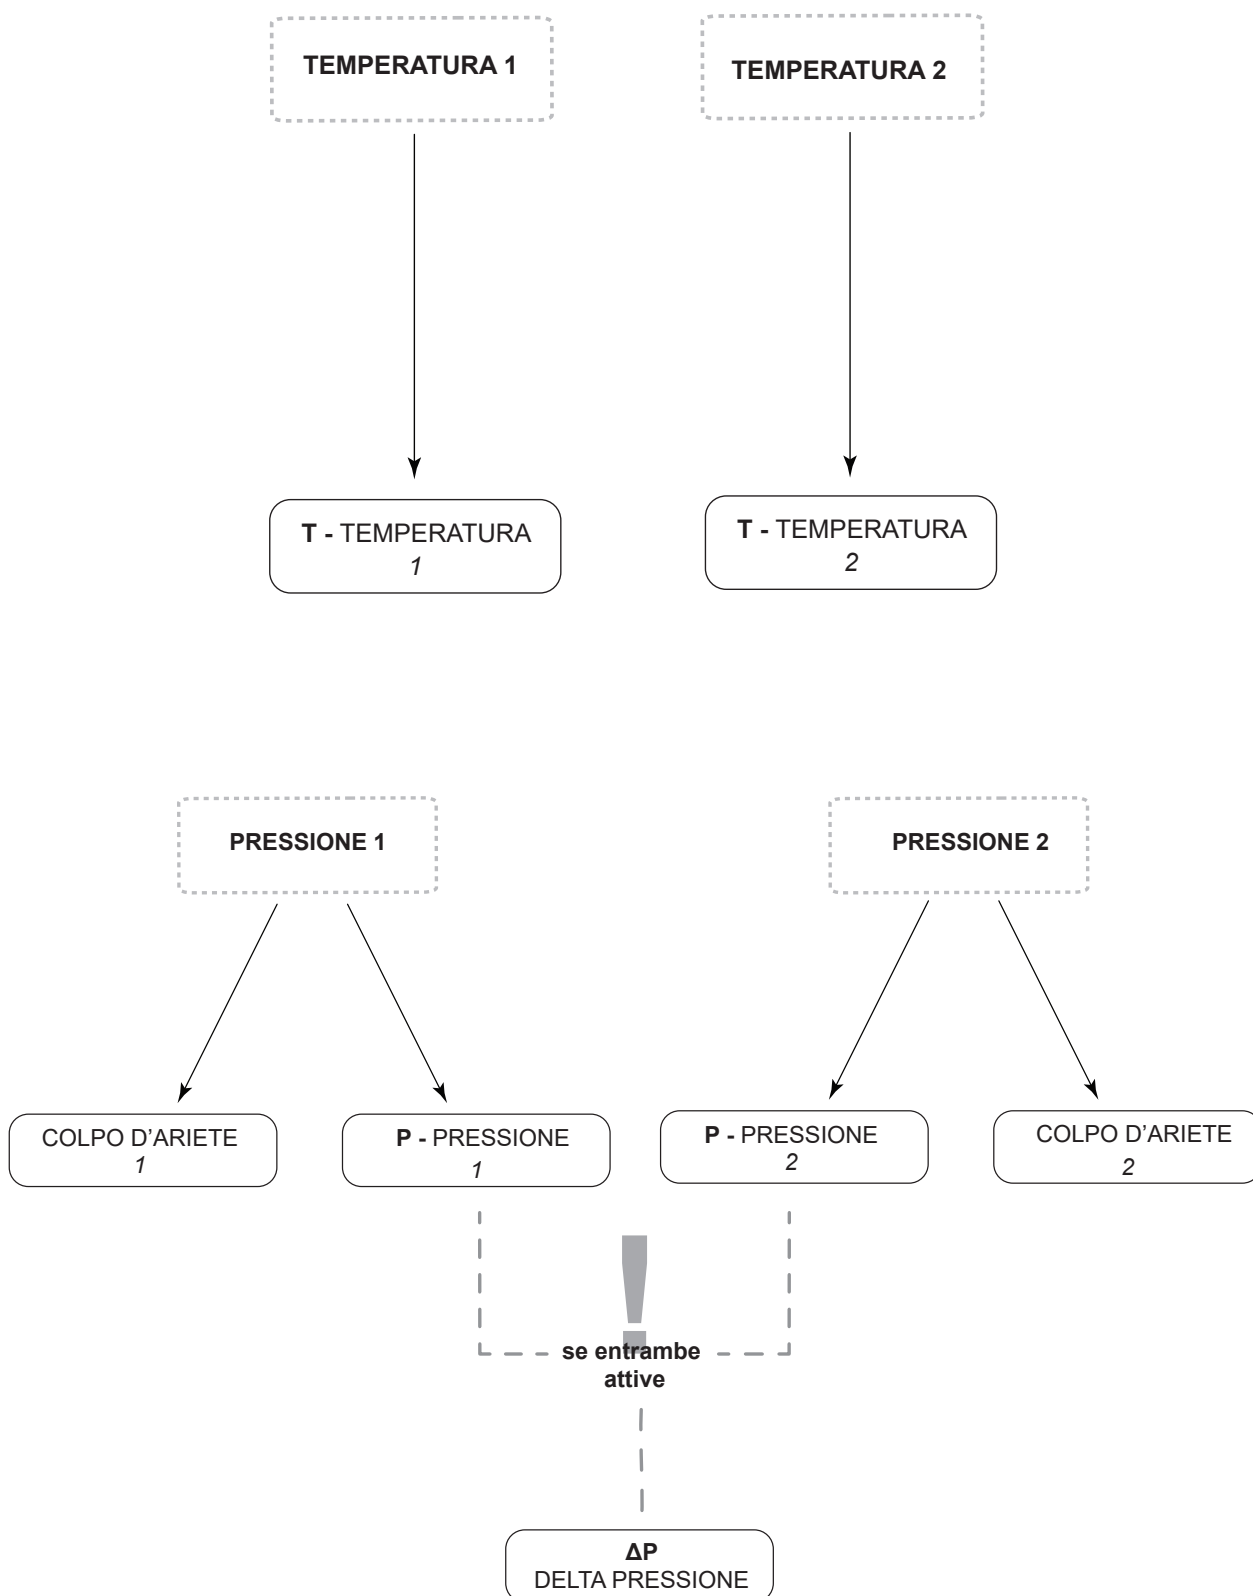 TEMPERATURA 1
TEMPERATURA 2
T - TEMPERATURA
1
T - TEMPERATURA
2
PRESSIONE 1
PRESSIONE 2
COLPO D’ARIETE
1
P - PRESSIONE
1
P - PRESSIONE
2
COLPO D’ARIETE
2
!
se entrambe
attive
ΔP
DELTA PRESSIONE